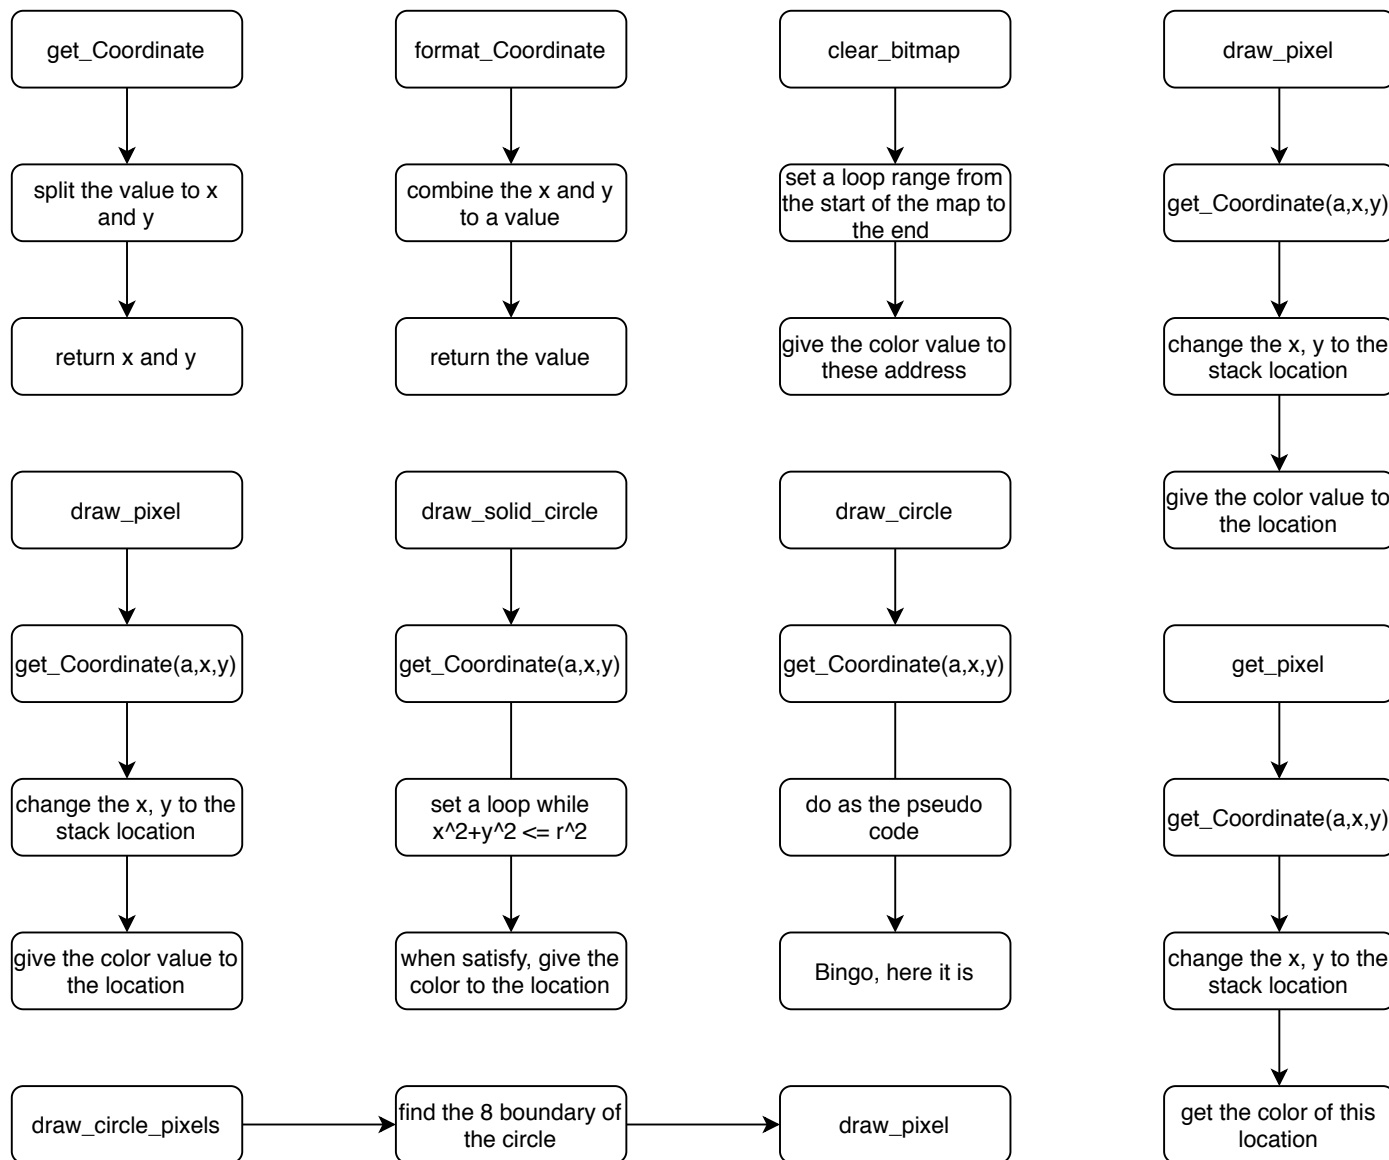 get_Coordinate
split the value to x
and y
return x and y
format_Coordinate
combine the x and y
to a value
return the value
clear_bitmap
set a loop range from
the start of the map to
the end
give the color value to
these address
draw_pixel
get_Coordinate(a,x,y)
change the x, y to the
stack location
give the color value to
the location
draw_pixel
get_Coordinate(a,x,y)
change the x, y to the
stack location
give the color value to
the location
draw_solid_circle
get_Coordinate(a,x,y)
set a loop while
x^2+y^2 <= r^2
when satisfy, give the
color to the location
draw_circle
get_Coordinate(a,x,y)
do as the pseudo
code
Bingo, here it is
get_pixel
get_Coordinate(a,x,y)
change the x, y to the
stack location
get the color of this
location
draw_circle_pixels
find the 8 boundary of
the circle
draw_pixel